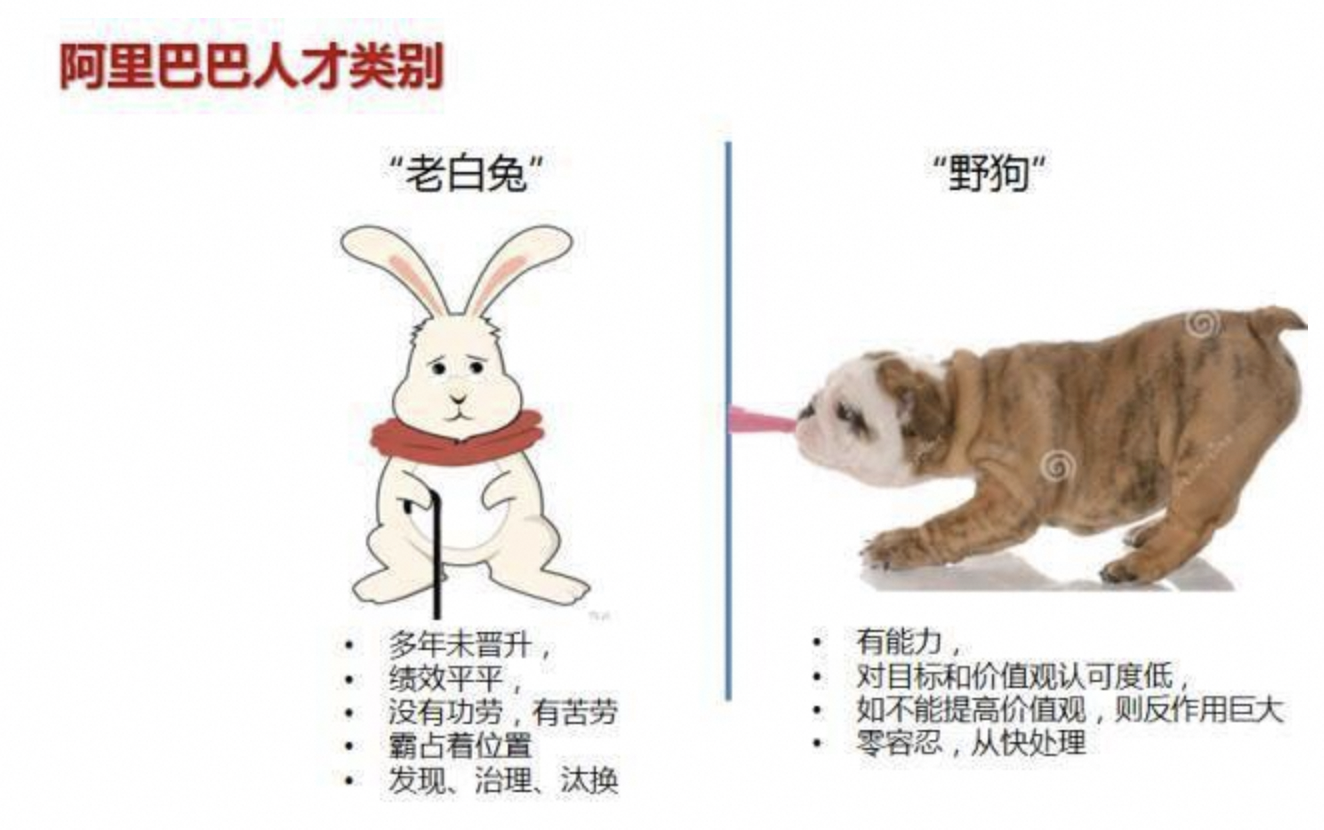 阿里巴巴人才类别
“老白兔”
• 多年未晋升，
• 绩效平平，
• 没有功劳，有苦劳
• 霸占着位置
• 发现、治理、汰换
“野狗”
• 有能力，
• 对目标和价值观认可度低，
• 如不能提高价值观，则反作用巨大
• 零容忍，从快处理